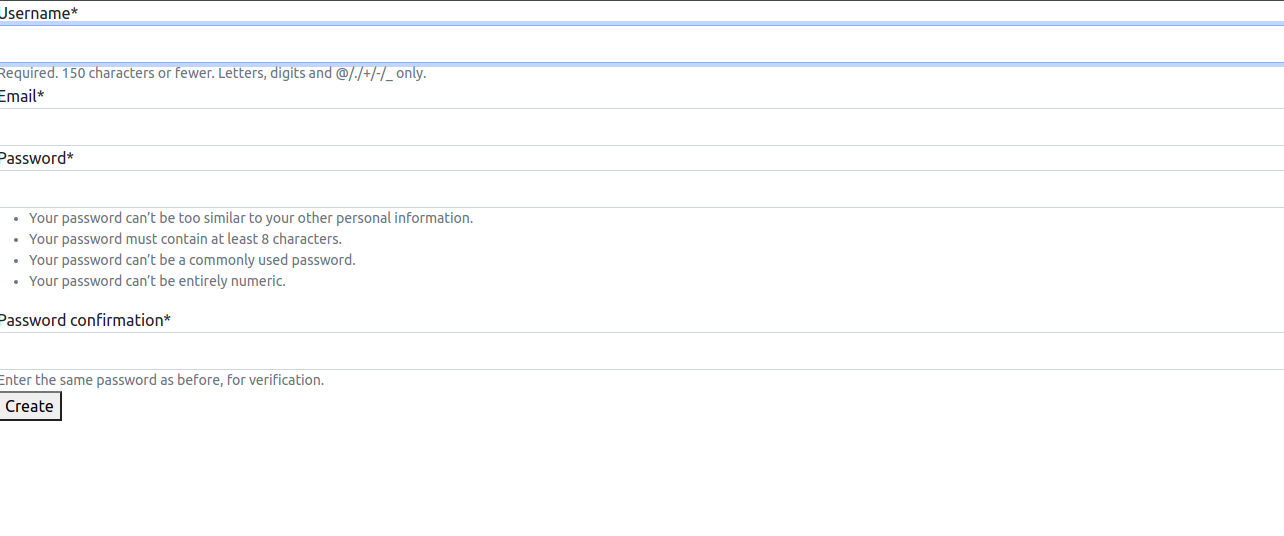 Username*
Required. 150 characters or fewer. Letters, digits and @/./+/-/_ only.
Email*
Password*
• Your password can’t be too similar to your other personal information.
• Your password must contain at least 8 characters.
• Your password can’t be a commonly used password.
• Your password can’t be entirely numeric.
Password confirmation*
Enter the same password as before, for verification.
Create